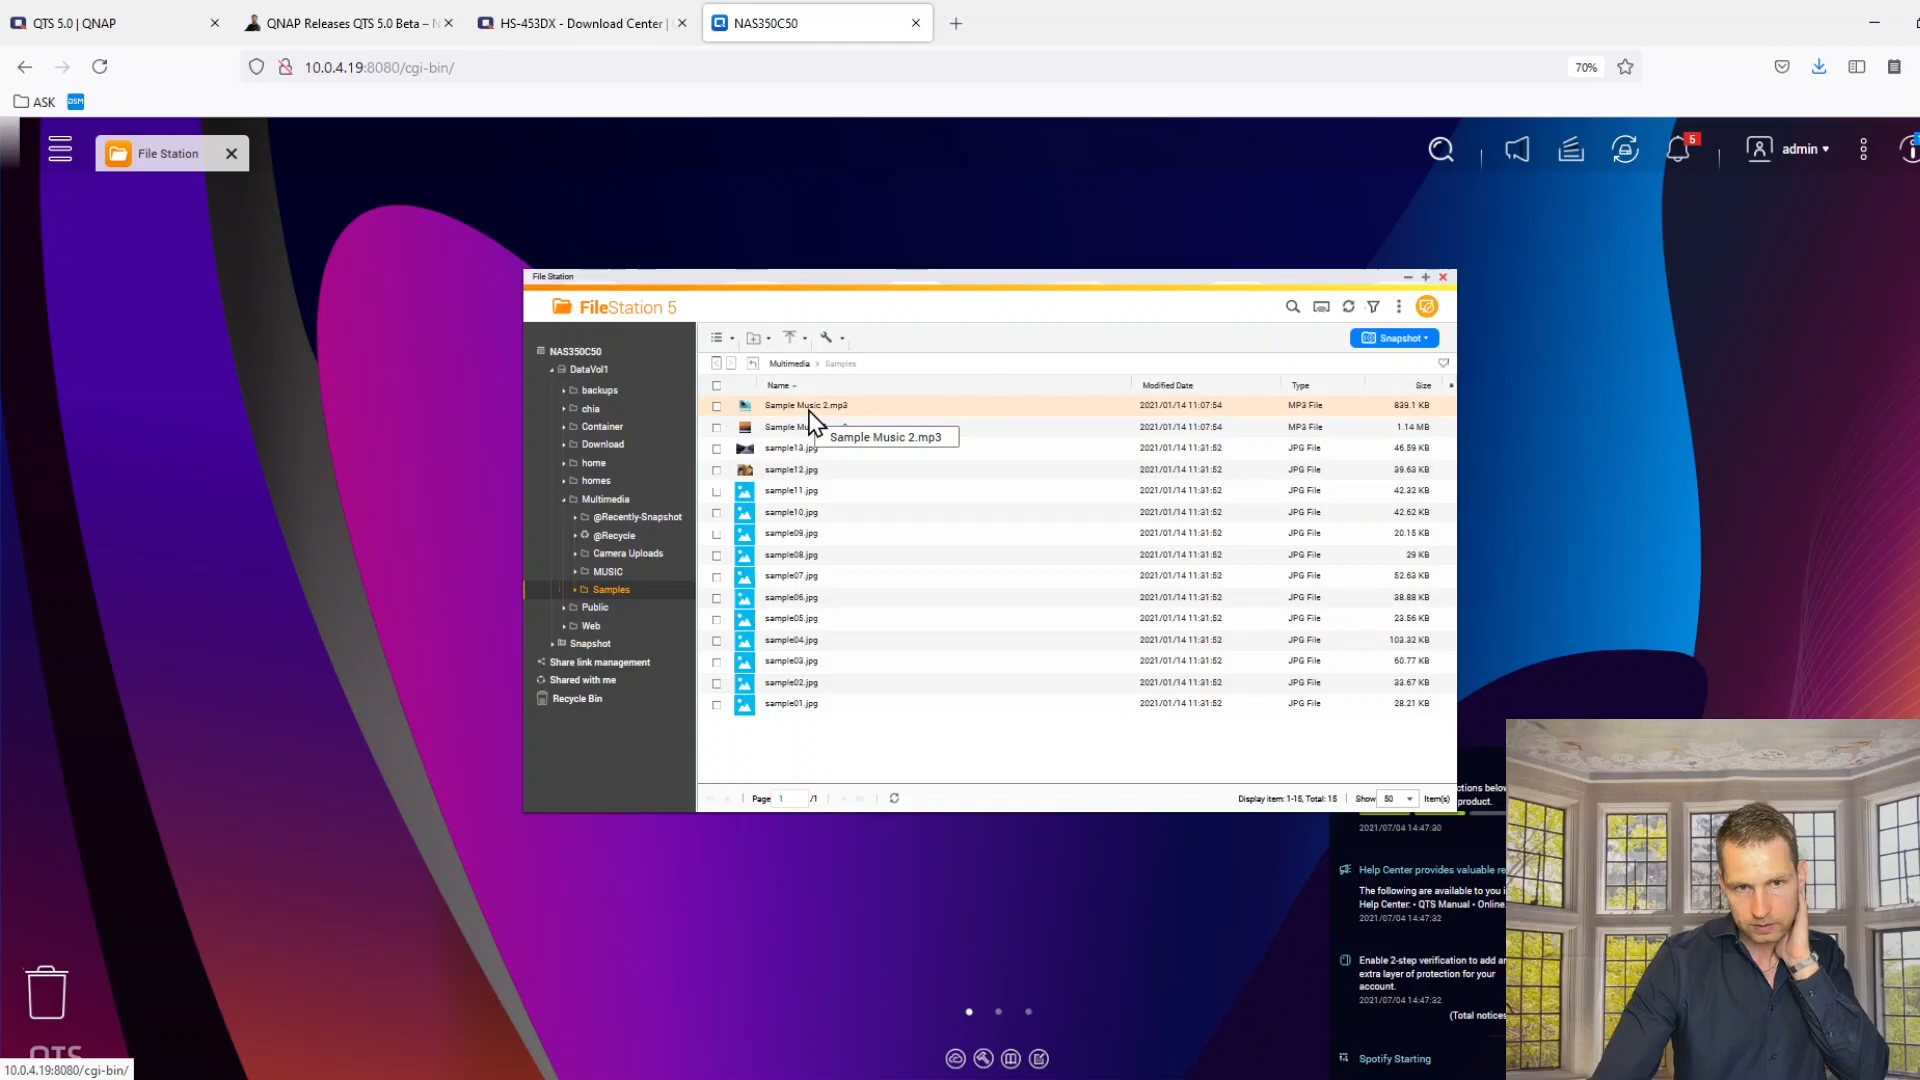 QTS 5.0 | QNAP
QNAP Releases QTS 5.0 Beta –
HS-453DX - Download Center |
NAS350C50
10.0.4.19:8080/cgi-bin/
70%
ASK
DSM
File Station
5
admin
File Station
FileStation 5
Snapshot
NAS350C50
DataVol1
backups
chia
Container
Download
home
homes
Multimedia
@Recently-Snapshot
@Recycle
Camera Uploads
MUSIC
Samples
Public
Web
Snapshot
Share link management
Shared with me
Recycle Bin
Multimedia > Samples
Name Modified Date Type Size
Sample Music 2.mp3 2021/01/14 11:07:54 MP3 File 839.1 KB
Sample Mu 2021/01/14 11:07:54 MP3 File 1.14 MB
Sample Music 2.mp3
sample13.jpg 2021/01/14 11:31:52 JPG File 46.59 KB
sample12.jpg 2021/01/14 11:31:52 JPG File 39.63 KB
sample11.jpg 2021/01/14 11:31:52 JPG File 42.32 KB
sample10.jpg 2021/01/14 11:31:52 JPG File 42.62 KB
sample09.jpg 2021/01/14 11:31:52 JPG File 20.15 KB
sample08.jpg 2021/01/14 11:31:52 JPG File 29 KB
sample07.jpg 2021/01/14 11:31:52 JPG File 52.63 KB
sample06.jpg 2021/01/14 11:31:52 JPG File 38.88 KB
sample05.jpg 2021/01/14 11:31:52 JPG File 23.56 KB
sample04.jpg 2021/01/14 11:31:52 JPG File 103.32 KB
sample03.jpg 2021/01/14 11:31:52 JPG File 60.77 KB
sample02.jpg 2021/01/14 11:31:52 JPG File 33.67 KB
sample01.jpg 2021/01/14 11:31:52 JPG File 28.21 KB
Page 1 /1
Display item: 1-15, Total: 15 Show 50 Item(s)
ctions below
product.
2021/07/04 14:47:30
Help Center provides valuable re
The following are available to you i
Help Center: • QTS Manual • Online
2021/07/04 14:47:32
Enable 2-step verification to add an
extra layer of protection for your
account.
2021/07/04 14:47:32
(Total notices
Spotify Starting
QTS
10.0.4.19:8080/cgi-bin/